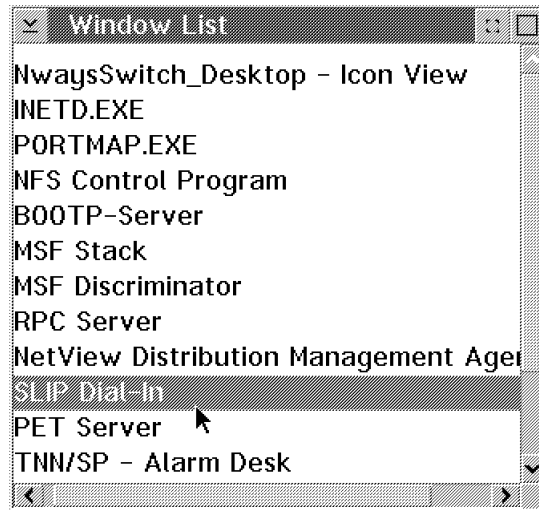 Window List
NwaysSwitch_Desktop - Icon View
INETD.EXE
PORTMAP.EXE
NFS Control Program
BOOTP-Server
MSF Stack
MSF Discriminator
RPC Server
NetView Distribution Management Agen
SLIP Dial-In
PET Server
TNN/SP - Alarm Desk